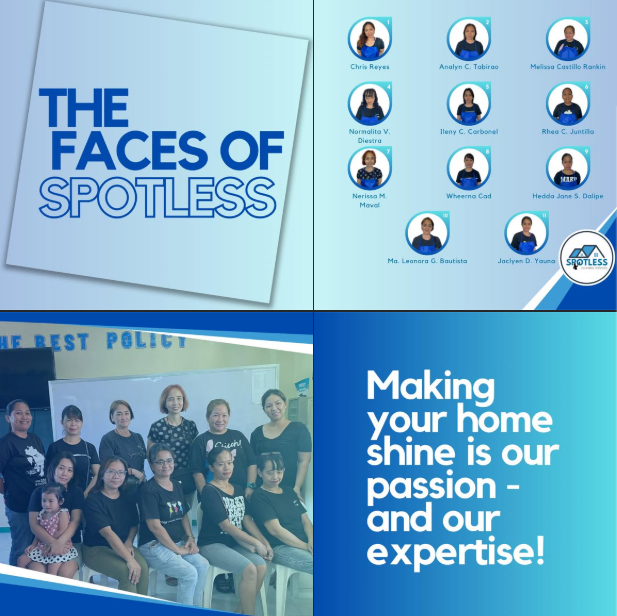 THE
FACES OF
SPOTLESS
1
2
3
Chris Reyes
Analyn C. Tabirao
Melissa Castillo Rankin
4
5
6
Normalita V.
Diestra
Ileny C. Carbonel
Rhea C. Juntilla
7
8
9
Nerissa M.
Maval
Wheerna Cad
Hedda Jane S. Dalipe
10
11
Ma. Leonora G. Bautista
Jaclyen D. Youna
SPOTLESS
HE BEST POLICY
Making
your home
shine is our
passion -
and our
expertise!